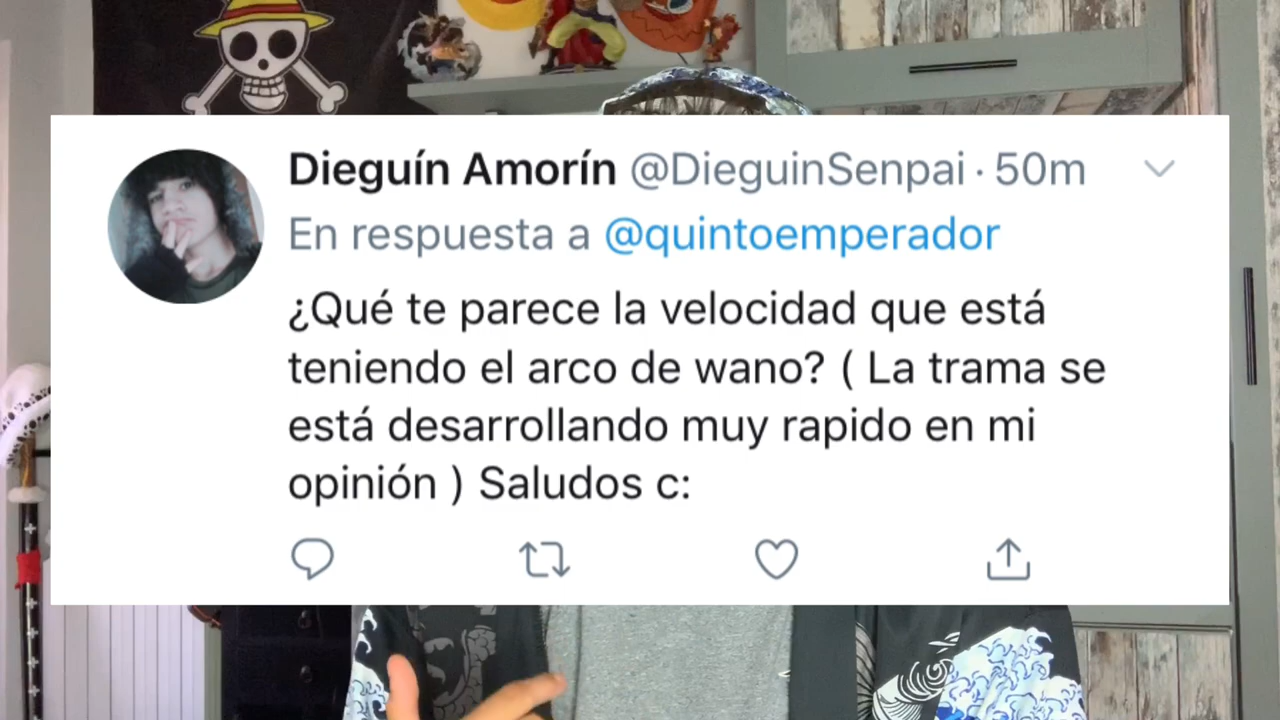 Dieguín Amorín @DieguinSenpai · 50m
En respuesta a @quintoemperador
¿Qué te parece la velocidad que está
teniendo el arco de wano? ( La trama se
está desarrollando muy rapido en mi
opinión ) Saludos c: